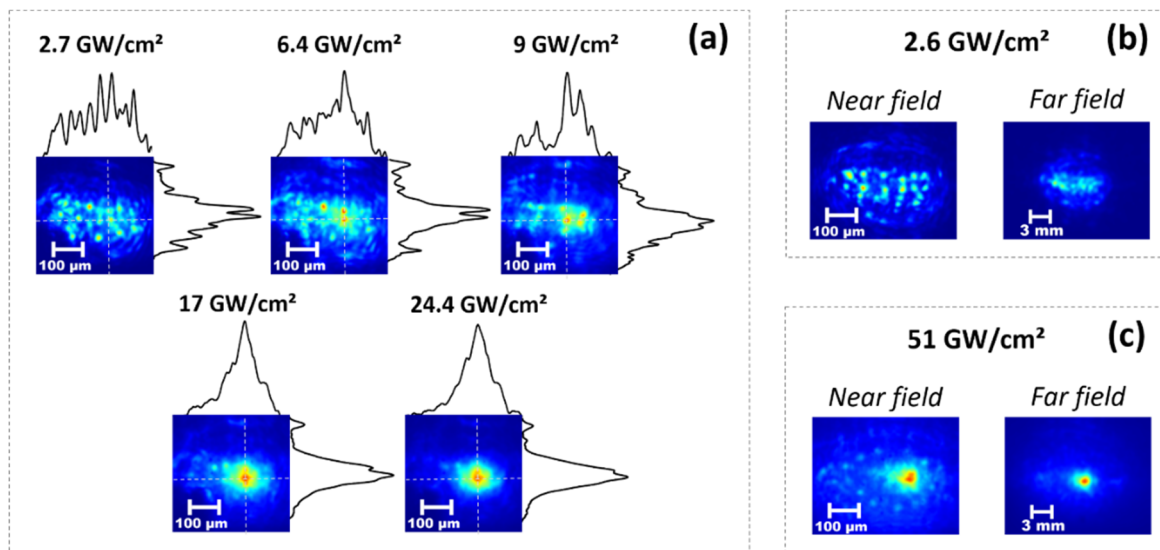 (a)
2.7 GW/cm²
6.4 GW/cm²
9 GW/cm²
100 µm
100 µm
100 µm
17 GW/cm²
24.4 GW/cm²
100 µm
100 µm
(b)
2.6 GW/cm²
Near field
Far field
100 µm
3 mm
(c)
51 GW/cm²
Near field
Far field
100 µm
3 mm